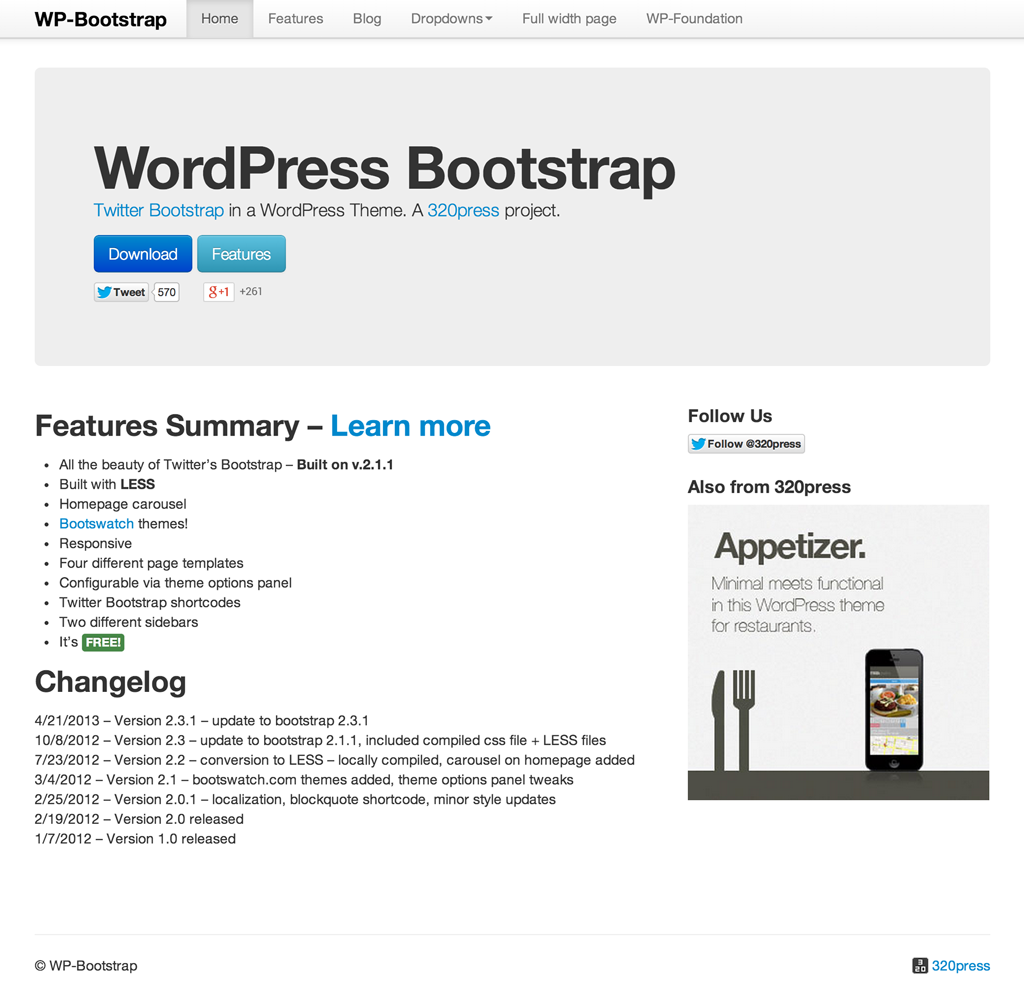 WP-Bootstrap Home Features Blog Dropdowns Full width page WP-Foundation
WordPress Bootstrap
Twitter Bootstrap in a WordPress Theme. A 320press project.
Download Features
Tweet 570 g+1 +261
Features Summary – Learn more
• All the beauty of Twitter’s Bootstrap – Built on v.2.1.1
• Built with LESS
• Homepage carousel
• Bootswatch themes!
• Responsive
• Four different page templates
• Configurable via theme options panel
• Twitter Bootstrap shortcodes
• Two different sidebars
• It’s FREE!
Changelog
4/21/2013 – Version 2.3.1 – update to bootstrap 2.3.1
10/8/2012 – Version 2.3 – update to bootstrap 2.1.1, included compiled css file + LESS files
7/23/2012 – Version 2.2 – conversion to LESS – locally compiled, carousel on homepage added
3/4/2012 – Version 2.1 – bootswatch.com themes added, theme options panel tweaks
2/25/2012 – Version 2.0.1 – localization, blockquote shortcode, minor style updates
2/19/2012 – Version 2.0 released
1/7/2012 – Version 1.0 released
Follow Us
Follow @320press
Also from 320press
Appetizer.
Minimal meets functional
in this WordPress theme
for restaurants.
© WP-Bootstrap
320 320press